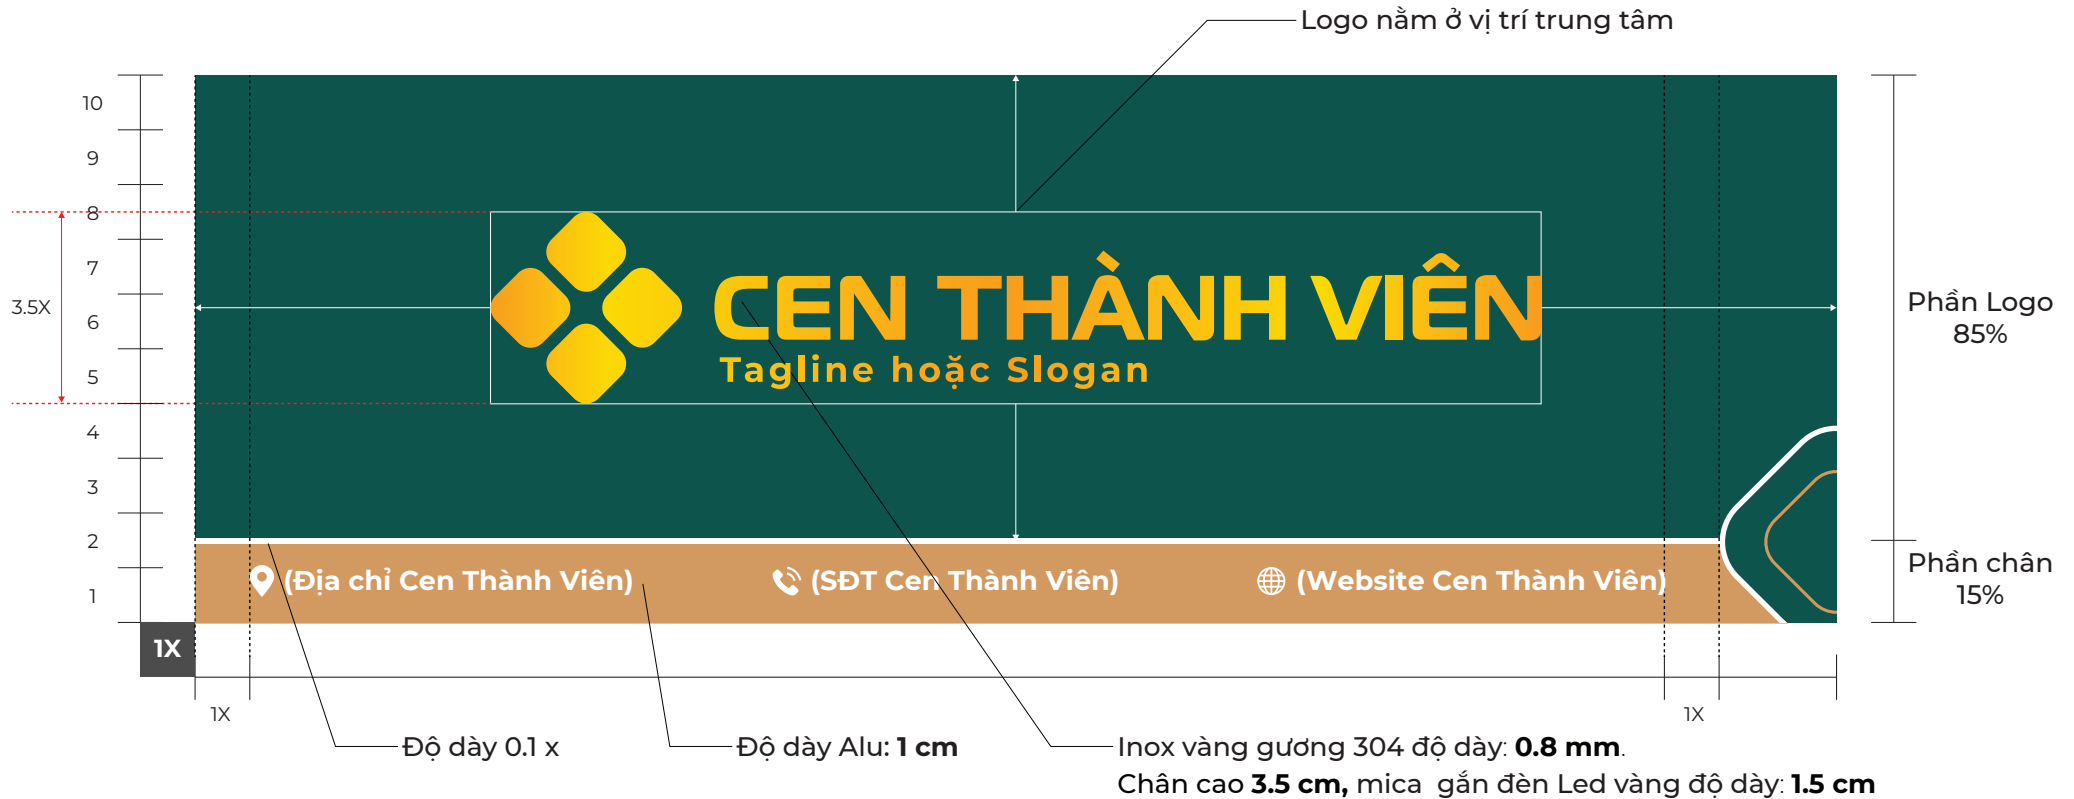 Logo nằm ở vị trí trung tâm
10
9
8
7
6
5
4
3
2
1
3.5X
1X
CEN THÀNH VIÊN
Tagline hoặc Slogan
(Địa chỉ Cen Thành Viên)
(SĐT Cen Thành Viên)
(Website Cen Thành Viên)
Phần Logo
85%
Phần chân
15%
1X
1X
Độ dày 0.1 x
Độ dày Alu: 1 cm
Inox vàng gương 304 độ dày: 0.8 mm.
Chân cao 3.5 cm, mica gắn đèn Led vàng độ dày: 1.5 cm